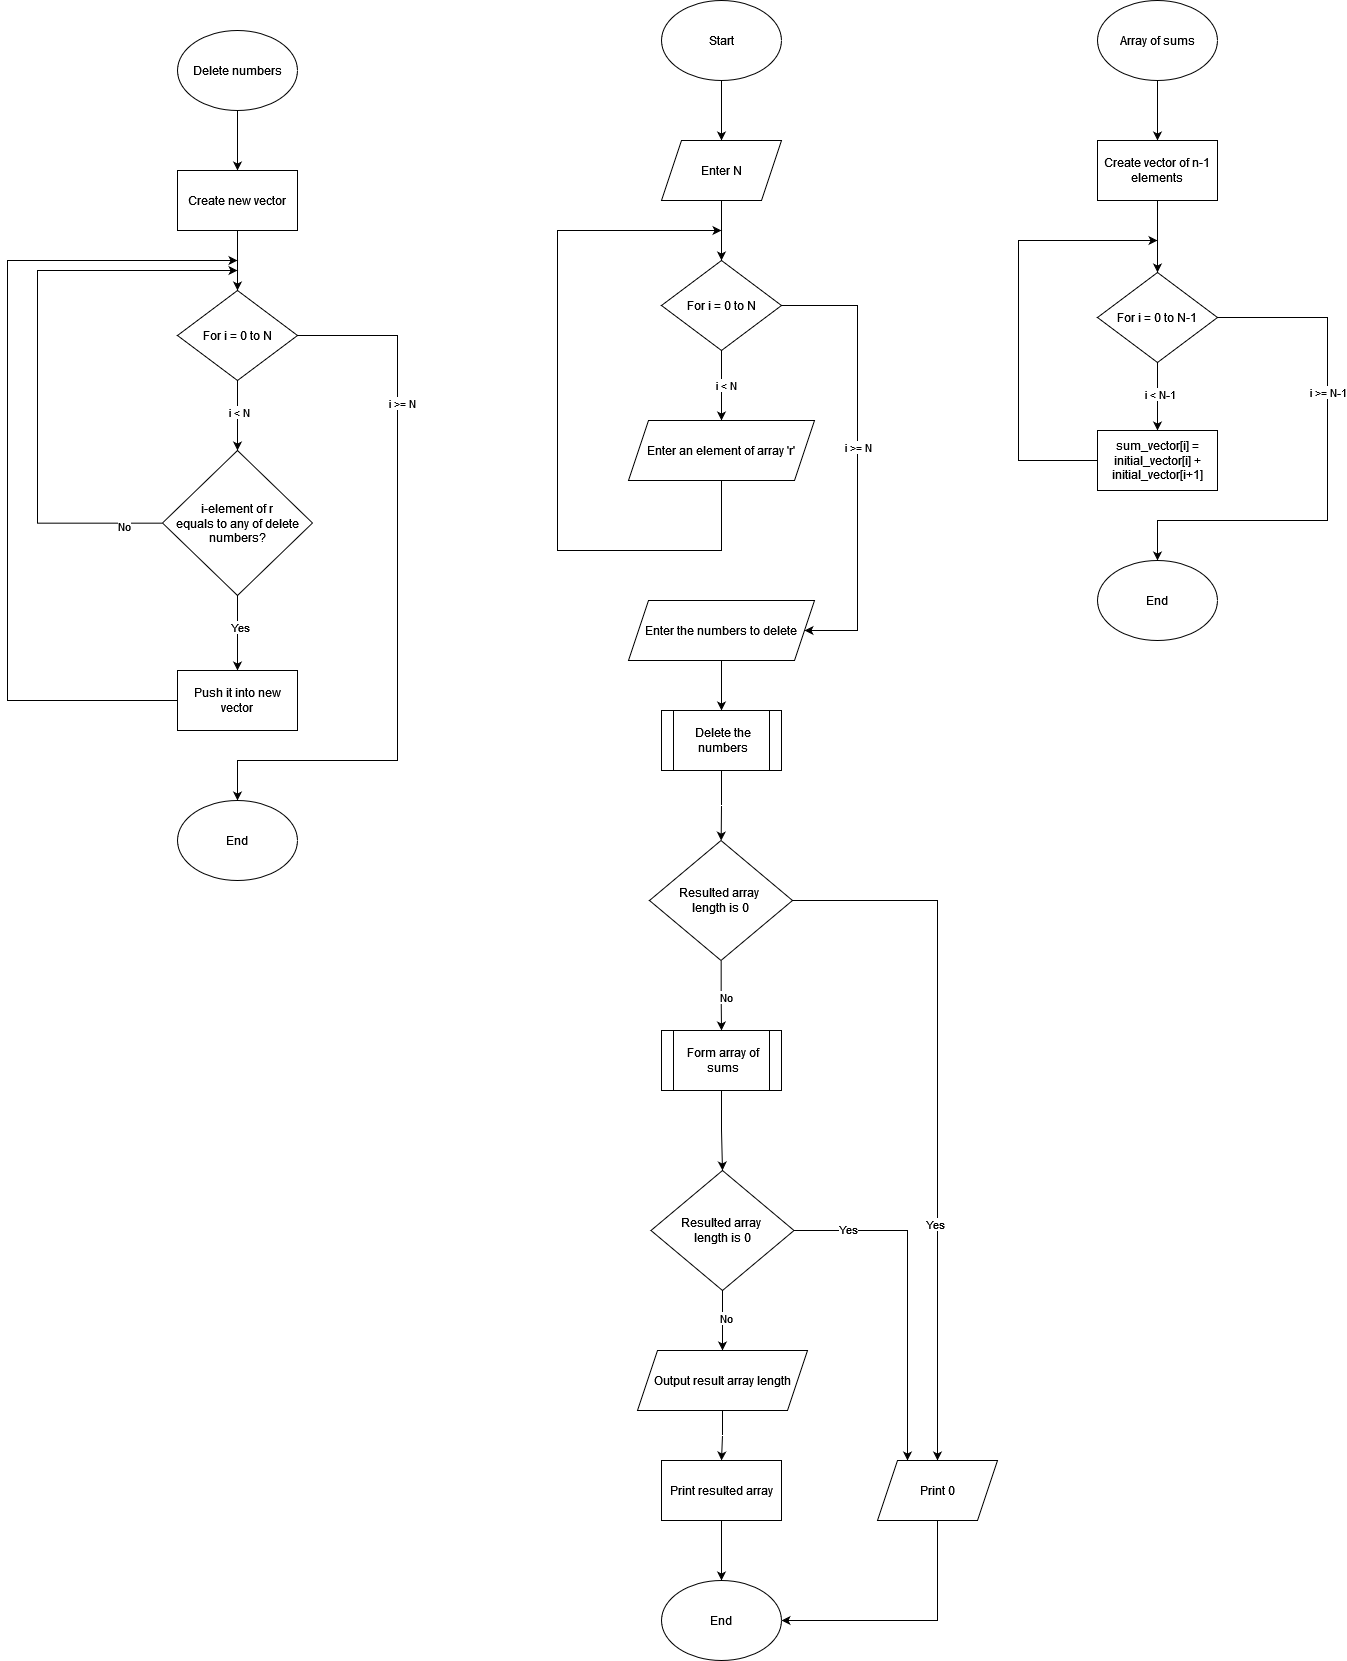 Delete numbers
Create new vector
For i = 0 to N
i < N
i >= N
i-element of r
equals to any of delete
numbers?
No
Yes
Push it into new
vector
End
Start
Enter N
For i = 0 to N
i < N
Enter an element of array 'r'
i >= N
Enter the numbers to delete
Delete the
numbers
Resulted array
length is 0
No
Form array of
sums
Resulted array
length is 0
Yes
Yes
No
Output result array length
Print resulted array
Print 0
End
Array of sums
Create vector of n-1
elements
For i = 0 to N-1
i < N-1
i >= N-1
sum_vector[i] =
initial_vector[i] +
initial_vector[i+1]
End